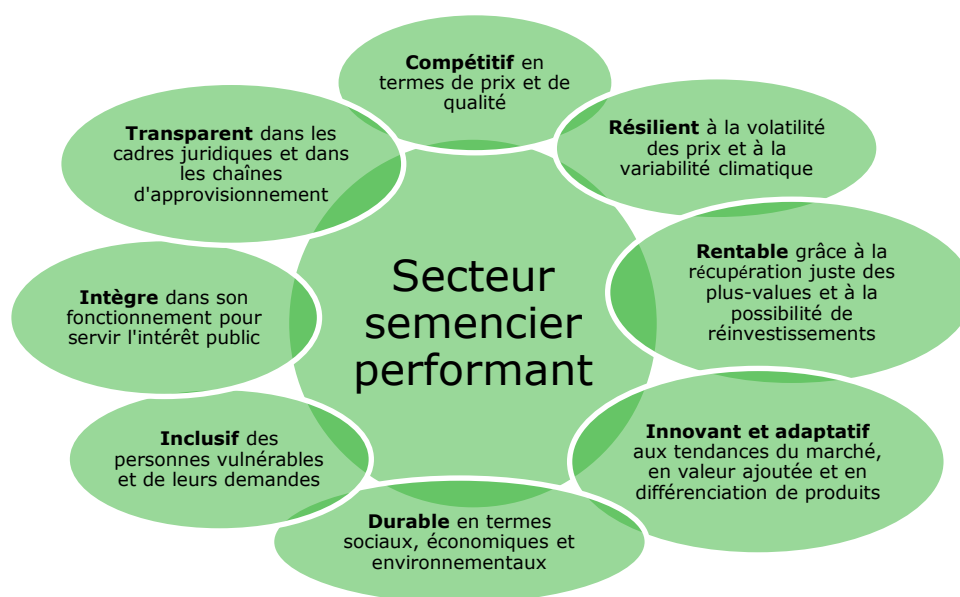 Compétitif en
termes de prix et de
qualité
Résilient à la volatilité
des prix et à la
variabilité climatique
Rentable grâce à la
récupération juste des
plus-values et à la
possibilité de
réinvestissements
Innovant et adaptatif
aux tendances du marché,
en valeur ajoutée et en
différenciation de produits
Durable en termes
sociaux, économiques et
environnementaux
Inclusif des
personnes vulnérables
et de leurs demandes
Intègre dans son
fonctionnement pour
servir l'intérêt public
Transparent dans les
cadres juridiques et dans
les chaînes
d'approvisionnement
Secteur
semencier
performant